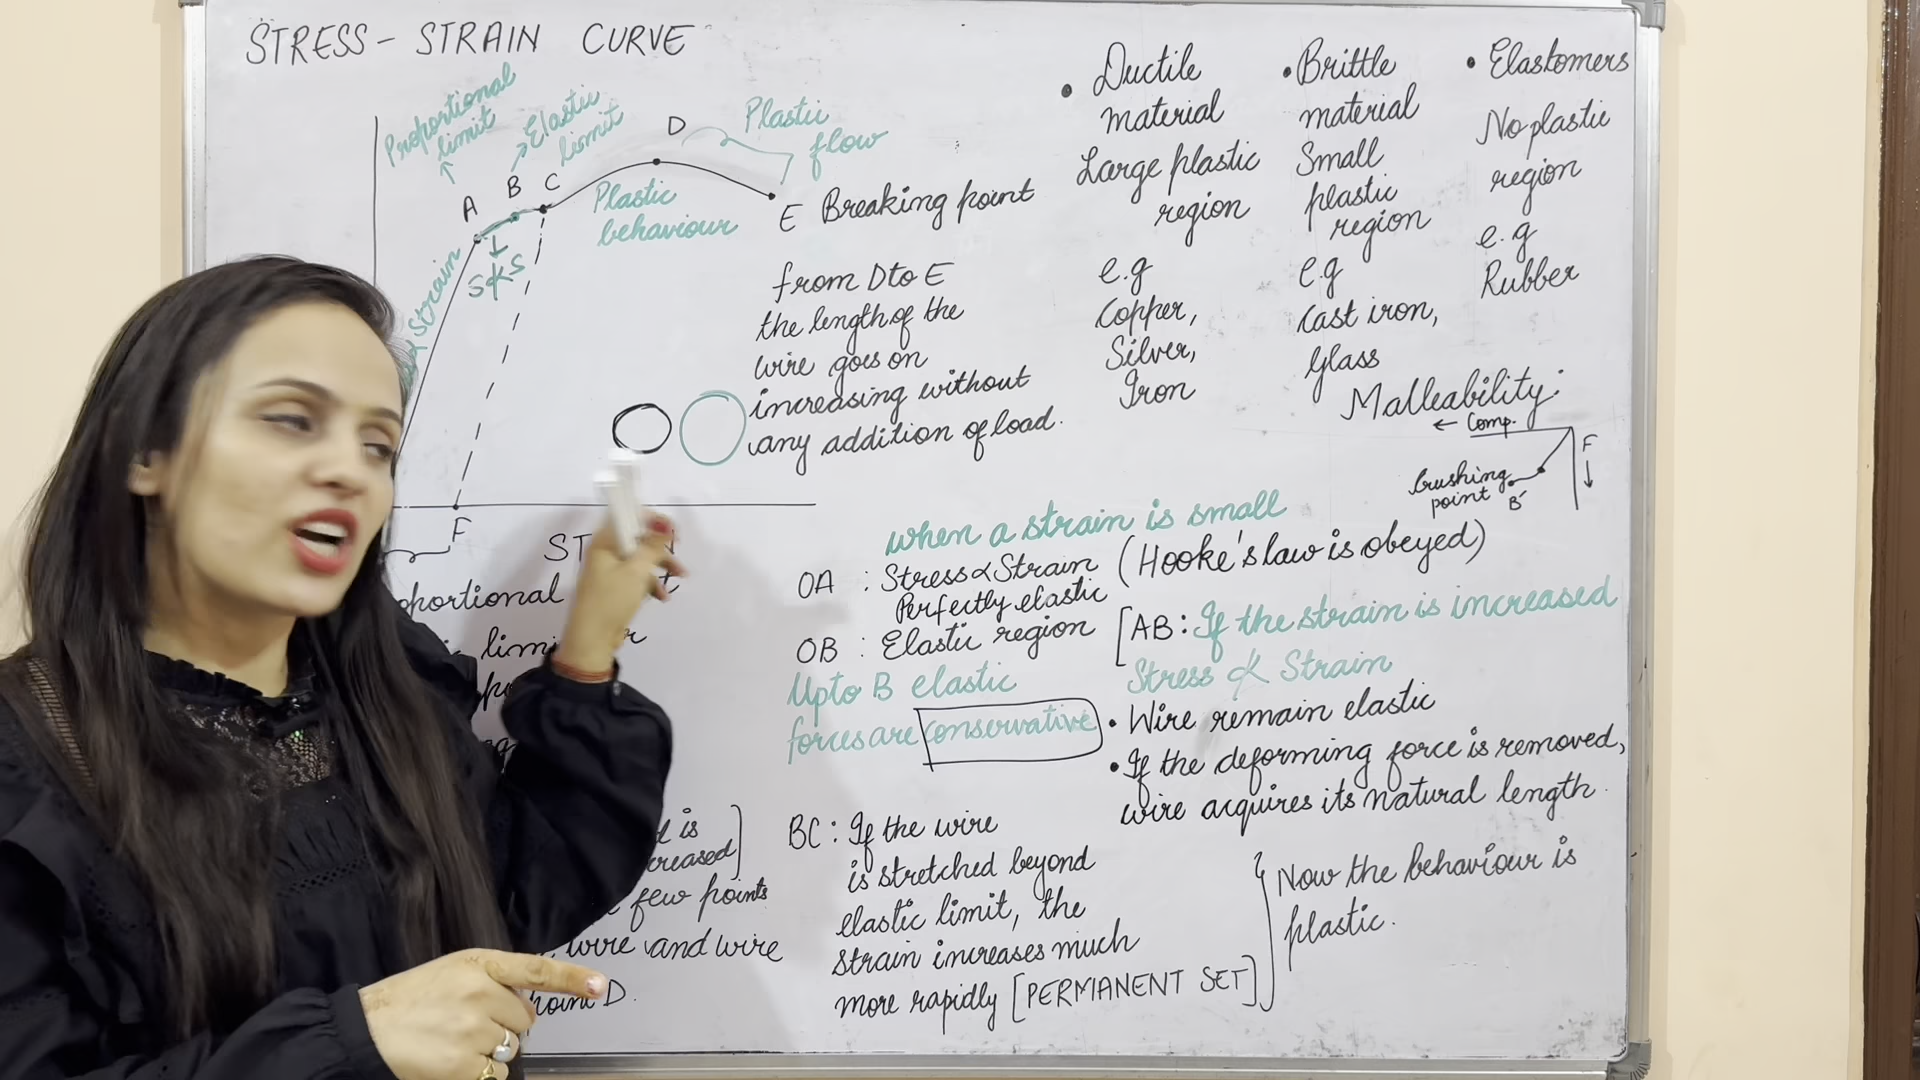 STRESS - STRAIN CURVE
Proportional
limit
Elastic
limit
A
B
C
D
Plastic
flow
Plastic
behaviour
E Breaking point
∝ Strain
S∝̸S
F
from D to E
the length of the
wire goes on
increasing without
any addition of load.
• Ductile
material
Large plastic
region
e.g
Copper,
Silver,
Iron
• Brittle
material
Small
plastic
region
e.g
Cast iron,
Glass
• Elastomers
No plastic
region
e.g
Rubber
Malleability:
← Comp.
F
Crushing
point B'
when a strain is small
OA : Stress ∝ Strain (Hooke's law is obeyed)
Perfectly elastic
OB : Elastic region
Upto B elastic
forces are conservative
[AB: If the strain is increased
Stress ∝̸ Strain
• Wire remain elastic
• If the deforming force is removed,
wire acquires its natural length.
BC: If the wire
is stretched beyond
elastic limit, the
strain increases much
more rapidly [PERMANENT SET]
Now the behaviour is
plastic.
is
few points
wire and wire
point D.